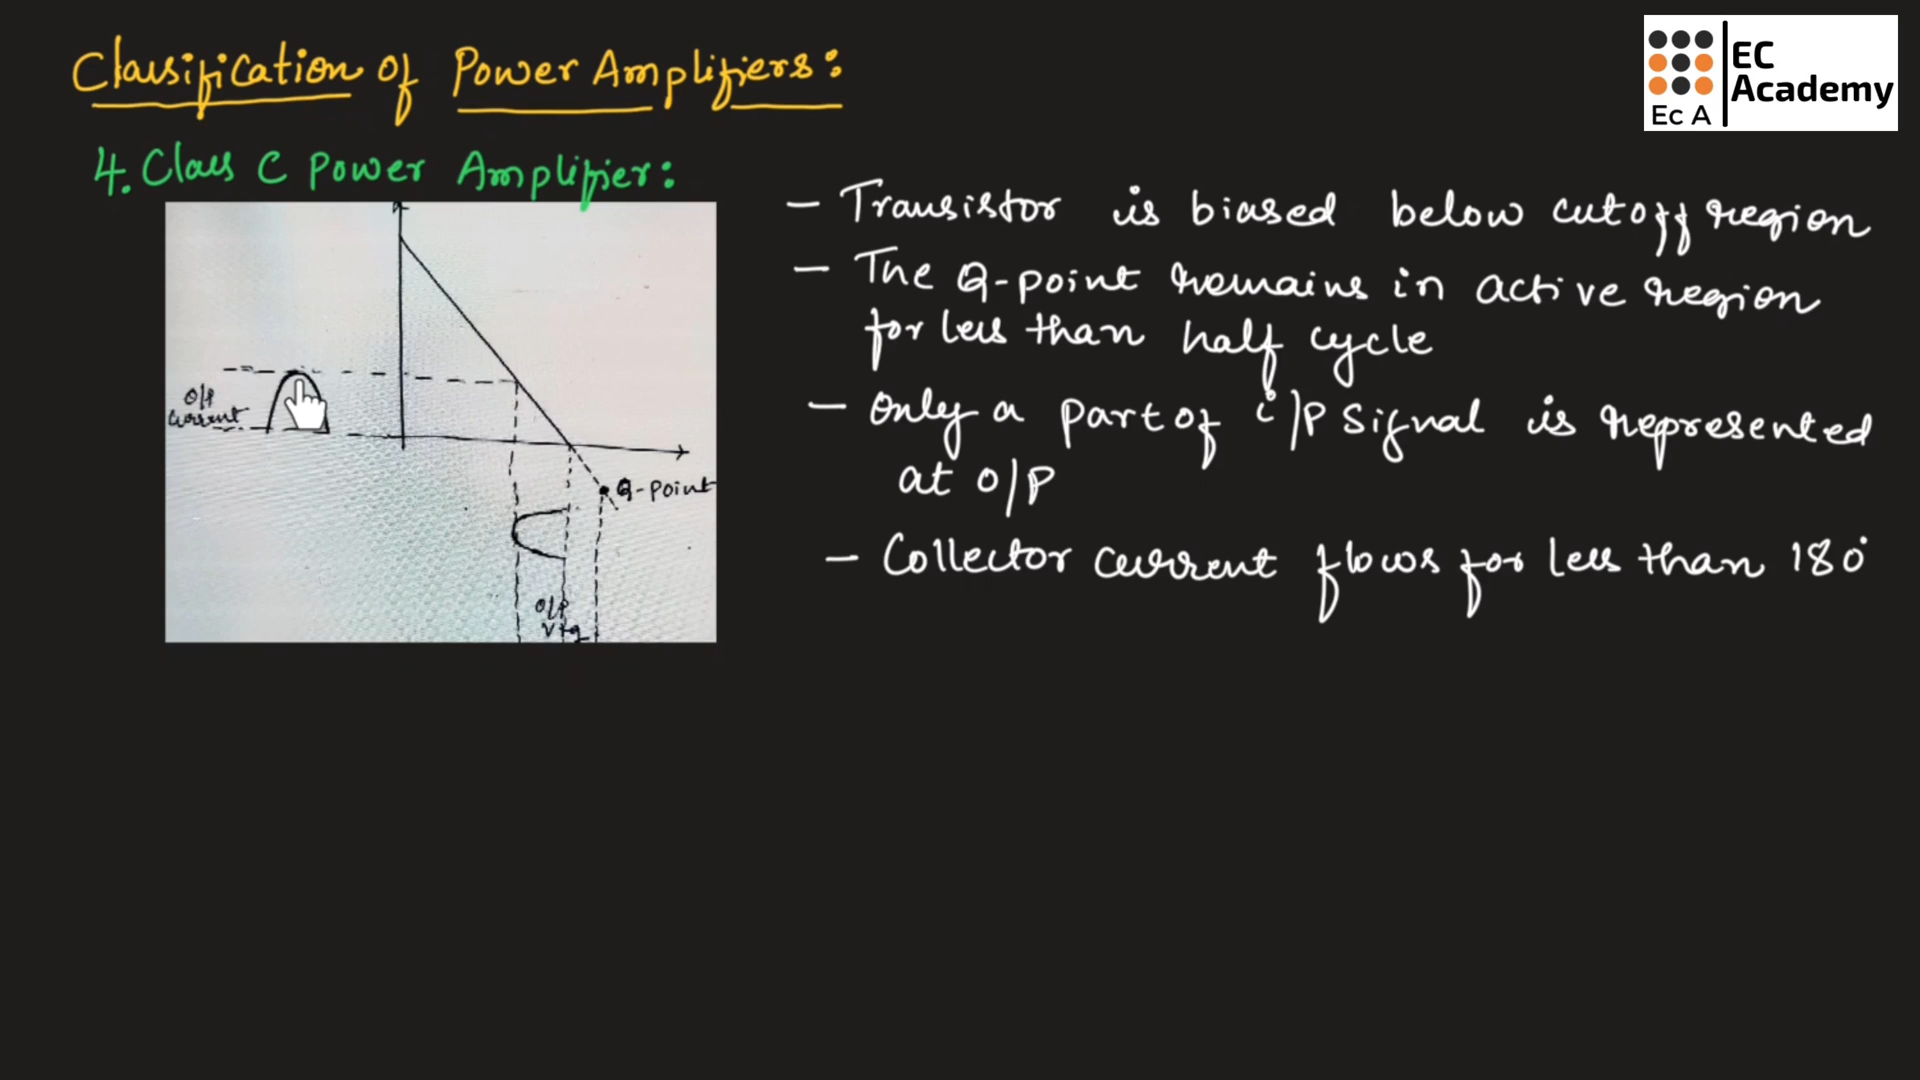 Classification of Power Amplifiers:
EC
Academy
Ec A
4. Class C Power Amplifier:
- Transistor is biased below cutoff region
- The Q-point remains in active region
for less than half cycle
- Only a part of i/p signal is represented
at O/P
- Collector current flows for less than 180°
O/P
current
Q-point
O/P
Vtg